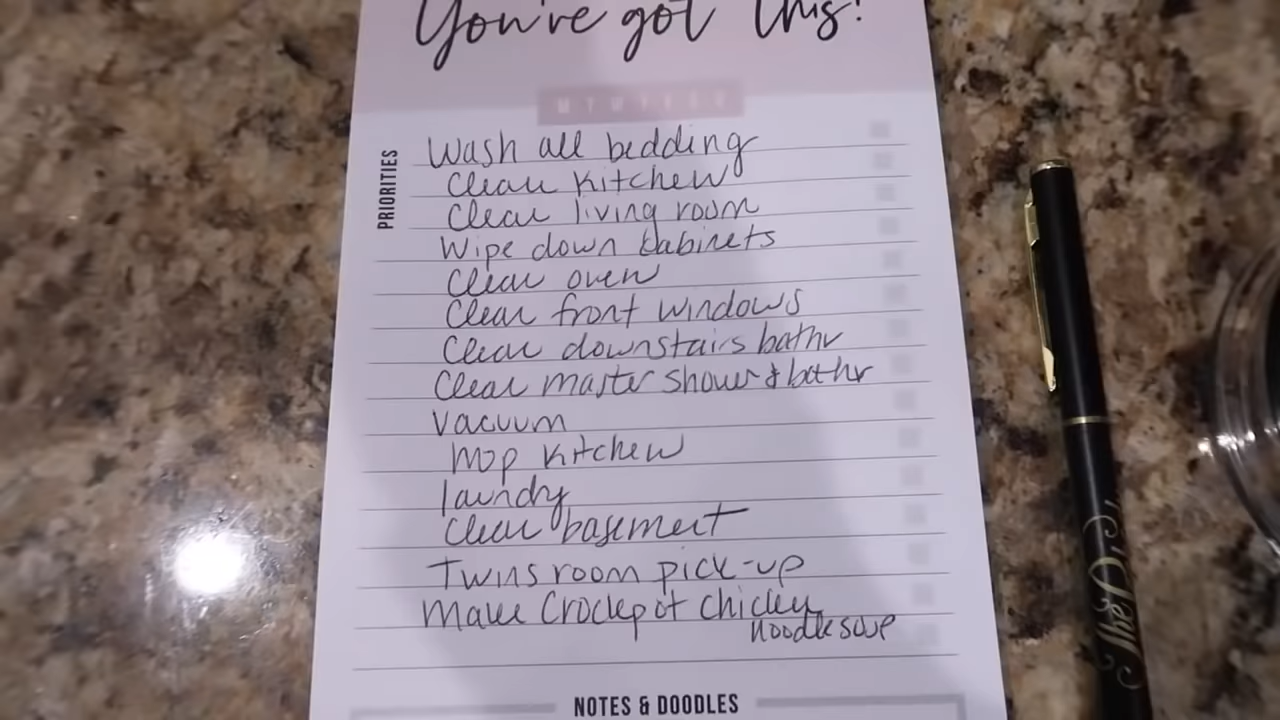 You've got this!
M T W T F S S
PRIORITIES
Wash all bedding
Clean Kitchen
Clean living room
Wipe down cabinets
Clean oven
Clean front windows
Clean downstairs bathr
Clean master shower & bathr
Vacuum
Mop Kitchen
laundry
Clean basement
Twins room pick-up
Make Crockpot chicken
noodle soup
NOTES & DOODLES